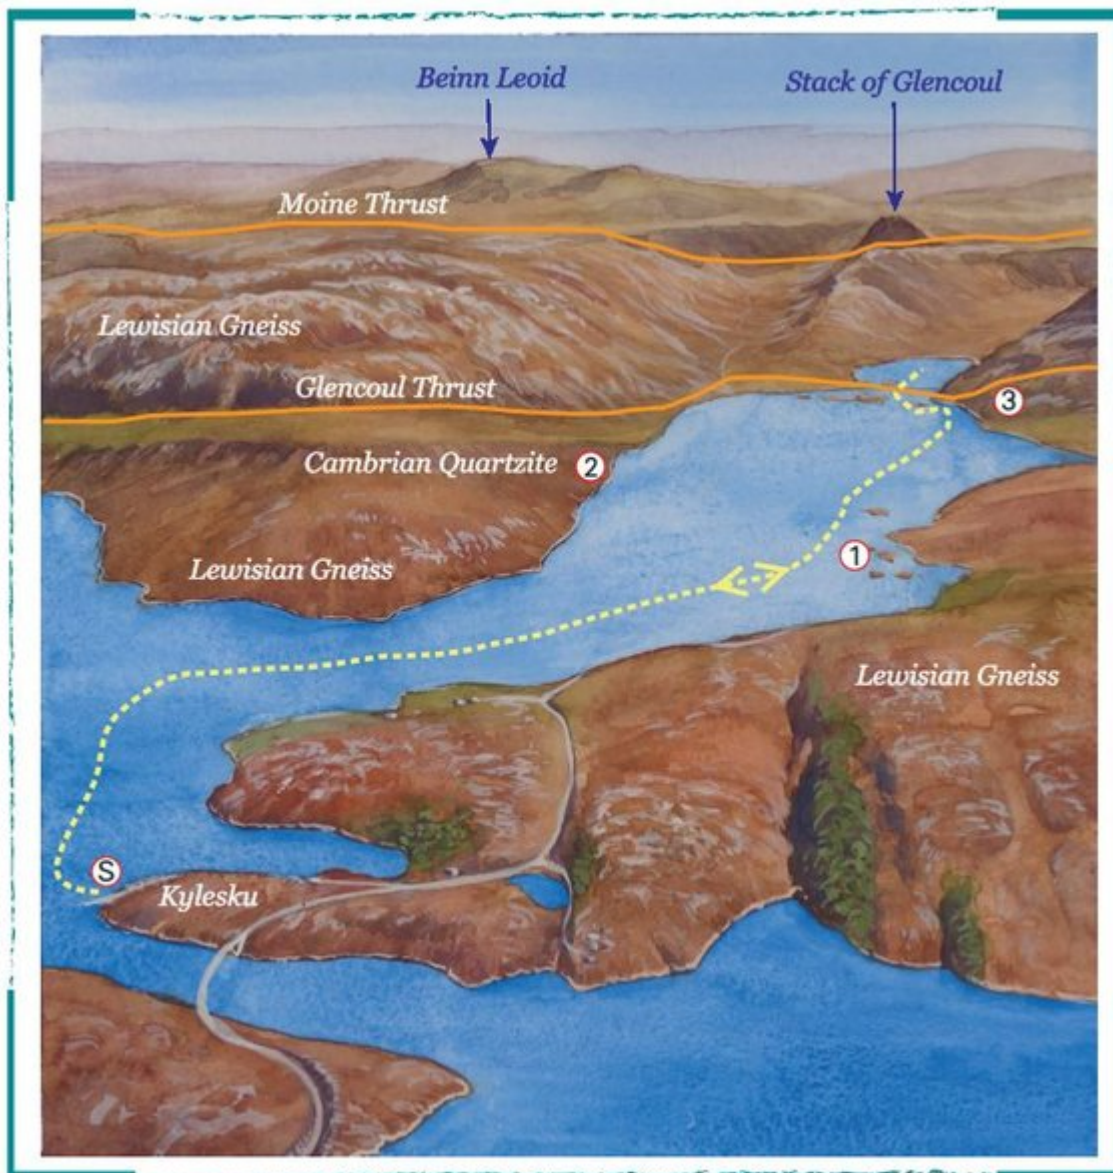 Beinn Leoid
Stack of Glencoul
Moine Thrust
Lewisian Gneiss
Glencoul Thrust
3
Cambrian Quartzite
2
1
Lewisian Gneiss
Lewisian Gneiss
S
Kylesku